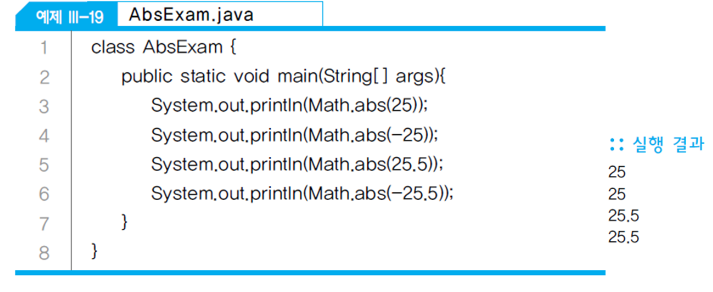 예제 Ⅲ-19 AbsExam.java
1 class AbsExam {
2 public static void main(String[] args){
3 System.out.println(Math.abs(25));
4 System.out.println(Math.abs(-25));
5 System.out.println(Math.abs(25.5));
6 System.out.println(Math.abs(-25.5));
7 }
8 }
:: 실행 결과
25
25
25.5
25.5